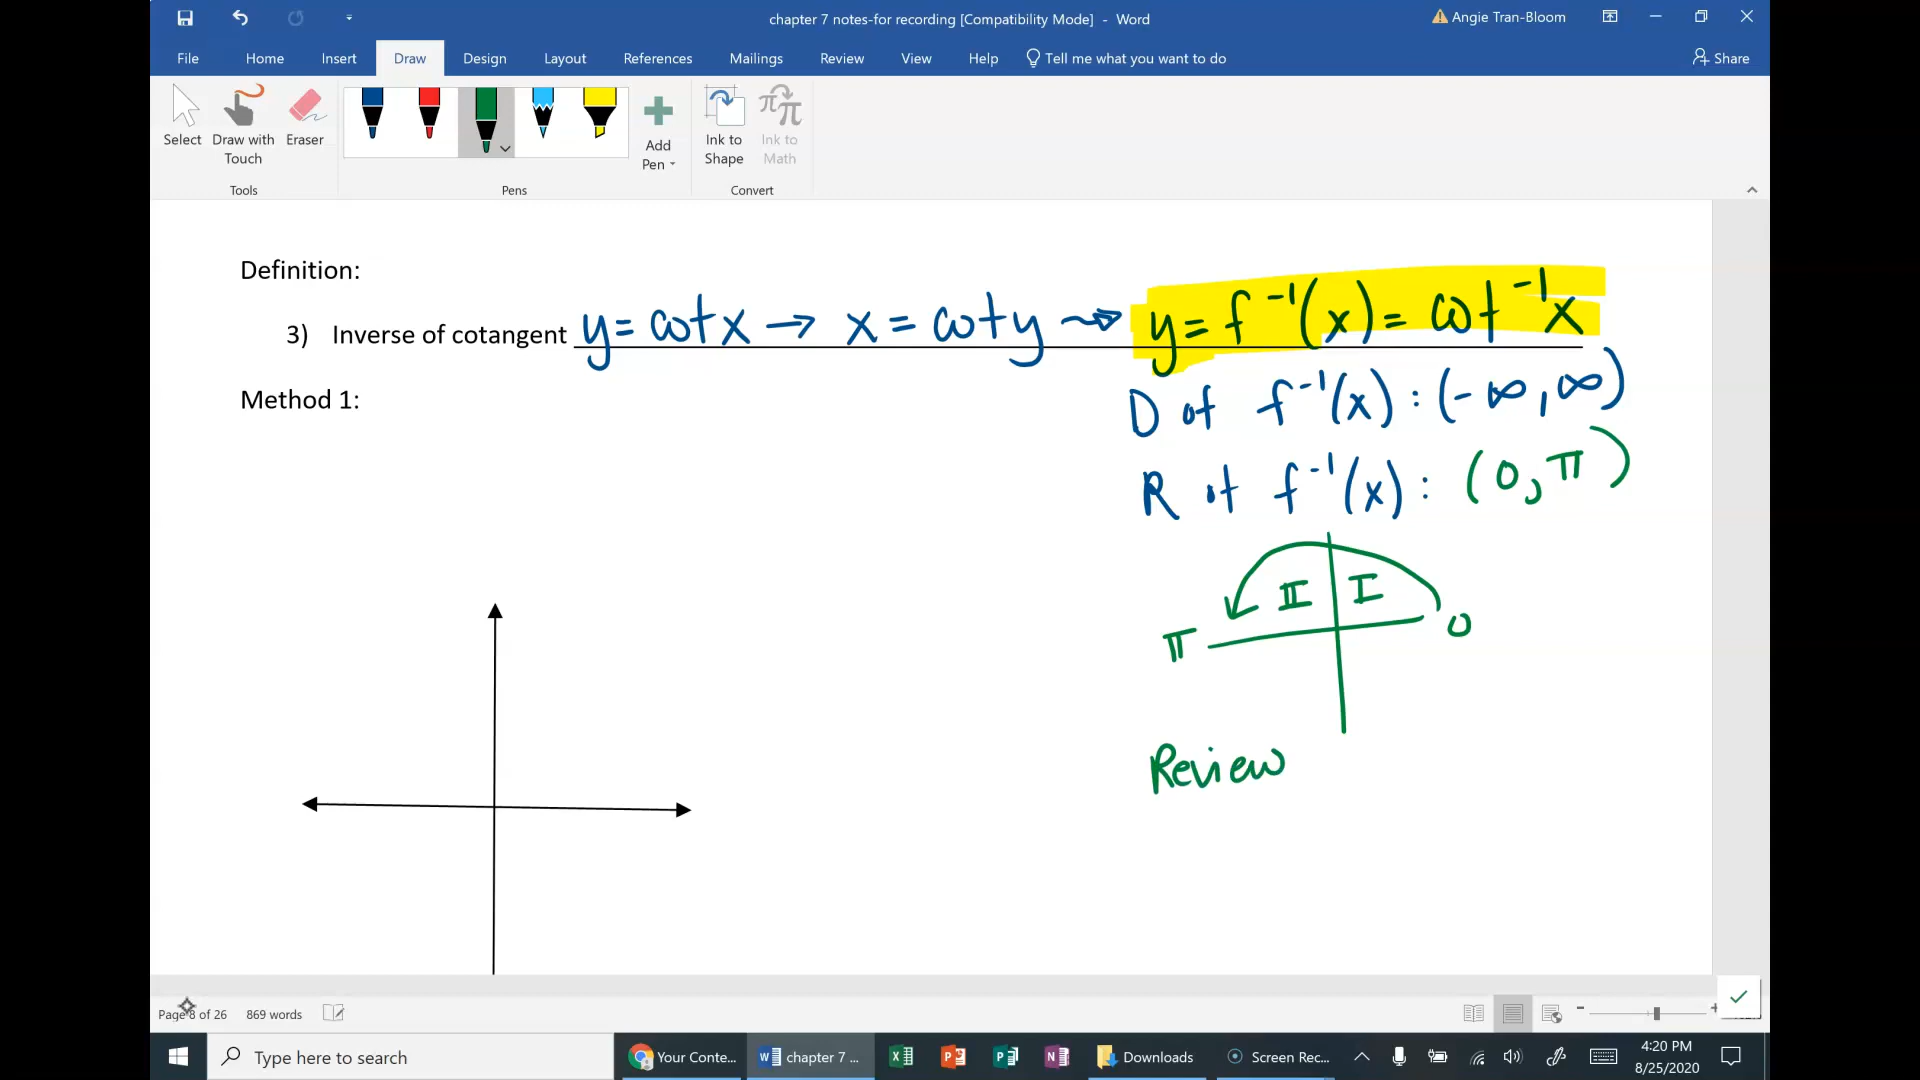 chapter 7 notes-for recording [Compatibility Mode] - Word
Angie Tran-Bloom
File Home Insert Draw Design Layout References Mailings Review View Help Tell me what you want to do Share
Select Draw with Touch Eraser Add Pen Ink to Shape Ink to Math
Tools Pens Convert
Definition:
3) Inverse of cotangent y = cot x → x = cot y → y = f⁻¹(x) = cot⁻¹x
Method 1:
D of f⁻¹(x) : (-∞, ∞)
R of f⁻¹(x) : (0, π)
II I
π 0
Review
Page 8 of 26 869 words
Type here to search
Your Conte...
chapter 7 ...
Downloads
Screen Rec...
4:20 PM
8/25/2020